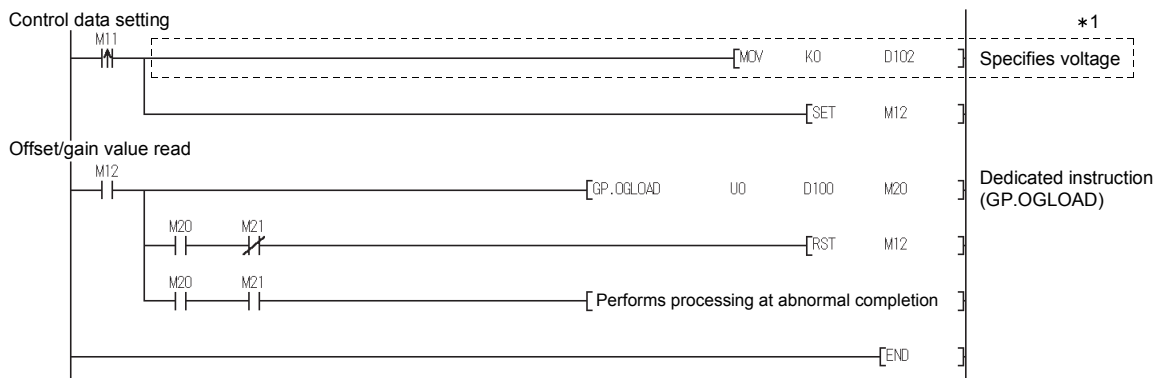 Control data setting
*1
M11
MOV K0 D102
Specifies voltage
SET M12
Offset/gain value read
M12
GP.OGLOAD U0 D100 M20
Dedicated instruction
(GP.OGLOAD)
M20 M21
RST M12
M20 M21
Performs processing at abnormal completion
END